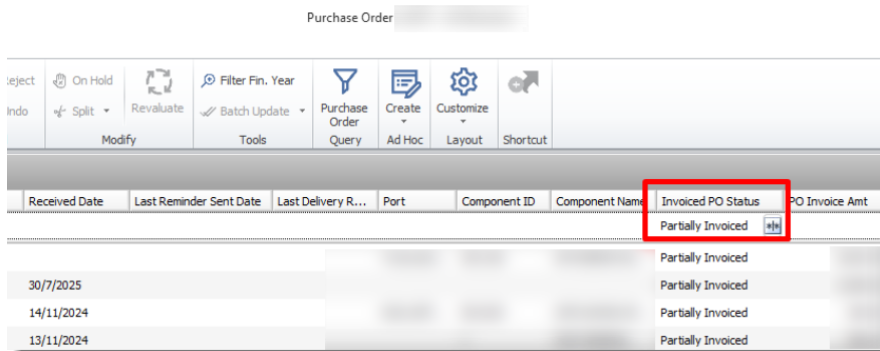 Purchase Order
eject
On Hold
Revaluate
Filter Fin. Year
Purchase Order
Create
Customize
Undo
Split
Batch Update
Modify
Tools
Query
Ad Hoc
Layout
Shortcut
Received Date Last Reminder Sent Date Last Delivery R... Port Component ID Component Name Invoiced PO Status PO Invoice Amt
Partially Invoiced
Partially Invoiced
30/7/2025 Partially Invoiced
14/11/2024 Partially Invoiced
13/11/2024 Partially Invoiced